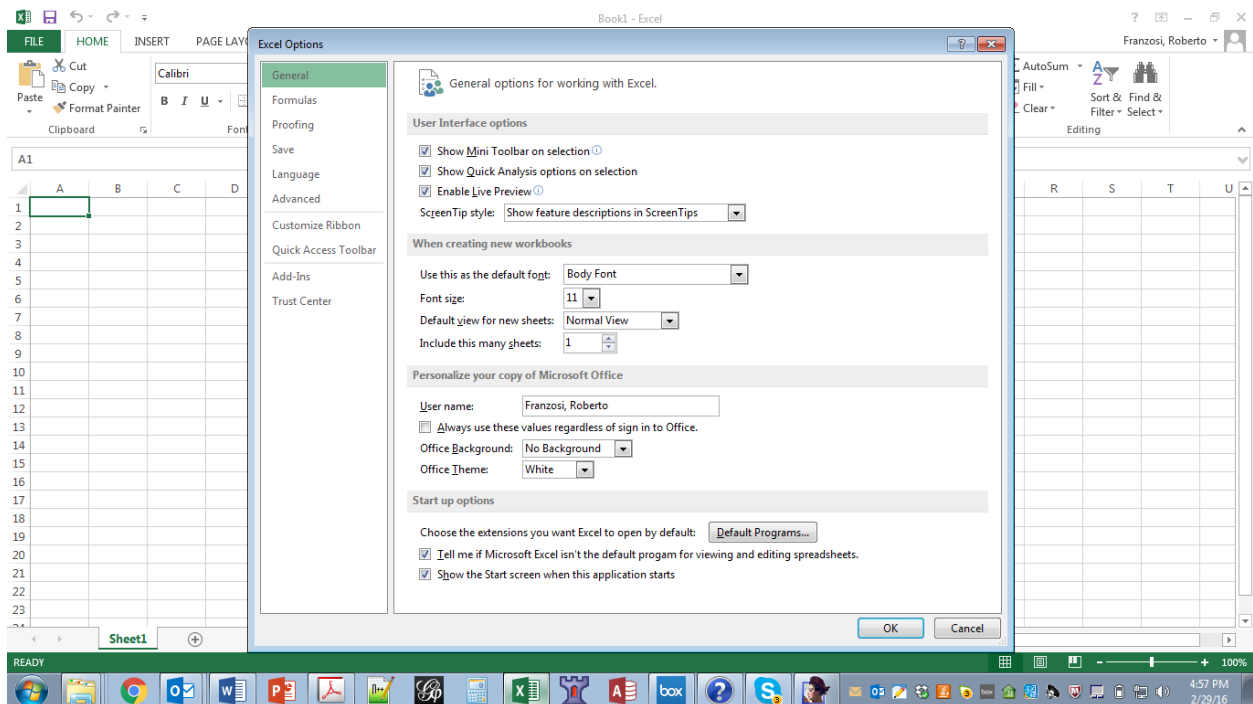 Book1 - Excel
FILE HOME INSERT PAGE LAY
Franzosi, Roberto
Cut
Copy
Format Painter
Paste
Clipboard
Calibri
B I U
Font
AutoSum
Fill
Clear
Sort & Filter
Find & Select
Editing
A1
A B C D R S T U
1
2
3
4
5
6
7
8
9
10
11
12
13
14
15
16
17
18
19
20
21
22
23
Excel Options
General
Formulas
Proofing
Save
Language
Advanced
Customize Ribbon
Quick Access Toolbar
Add-Ins
Trust Center
General options for working with Excel.
User Interface options
Show Mini Toolbar on selection
Show Quick Analysis options on selection
Enable Live Preview
ScreenTip style: Show feature descriptions in ScreenTips
When creating new workbooks
Use this as the default font: Body Font
Font size: 11
Default view for new sheets: Normal View
Include this many sheets: 1
Personalize your copy of Microsoft Office
User name: Franzosi, Roberto
Always use these values regardless of sign in to Office.
Office Background: No Background
Office Theme: White
Start up options
Choose the extensions you want Excel to open by default: Default Programs...
Tell me if Microsoft Excel isn't the default progam for viewing and editing spreadsheets.
Show the Start screen when this application starts
OK Cancel
Sheet1
READY
100%
box
4:57 PM
2/29/16